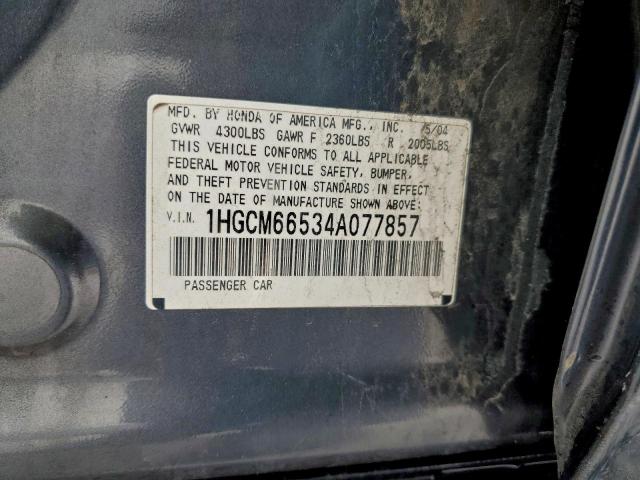 MFD. BY HONDA OF AMERICA MFG., INC. 5/04
GVWR 4300LBS GAWR F 2360LBS R 2005LBS
THIS VEHICLE CONFORMS TO ALL APPLICABLE
FEDERAL MOTOR VEHICLE SAFETY, BUMPER,
AND THEFT PREVENTION STANDARDS IN EFFECT
ON THE DATE OF MANUFACTURE SHOWN ABOVE.
V.I.N. 1HGCM66534A077857
PASSENGER CAR